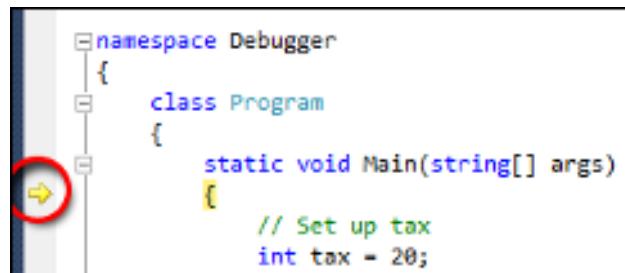 namespace Debugger
{
class Program
{
static void Main(string[] args)
{
// Set up tax
int tax = 20;